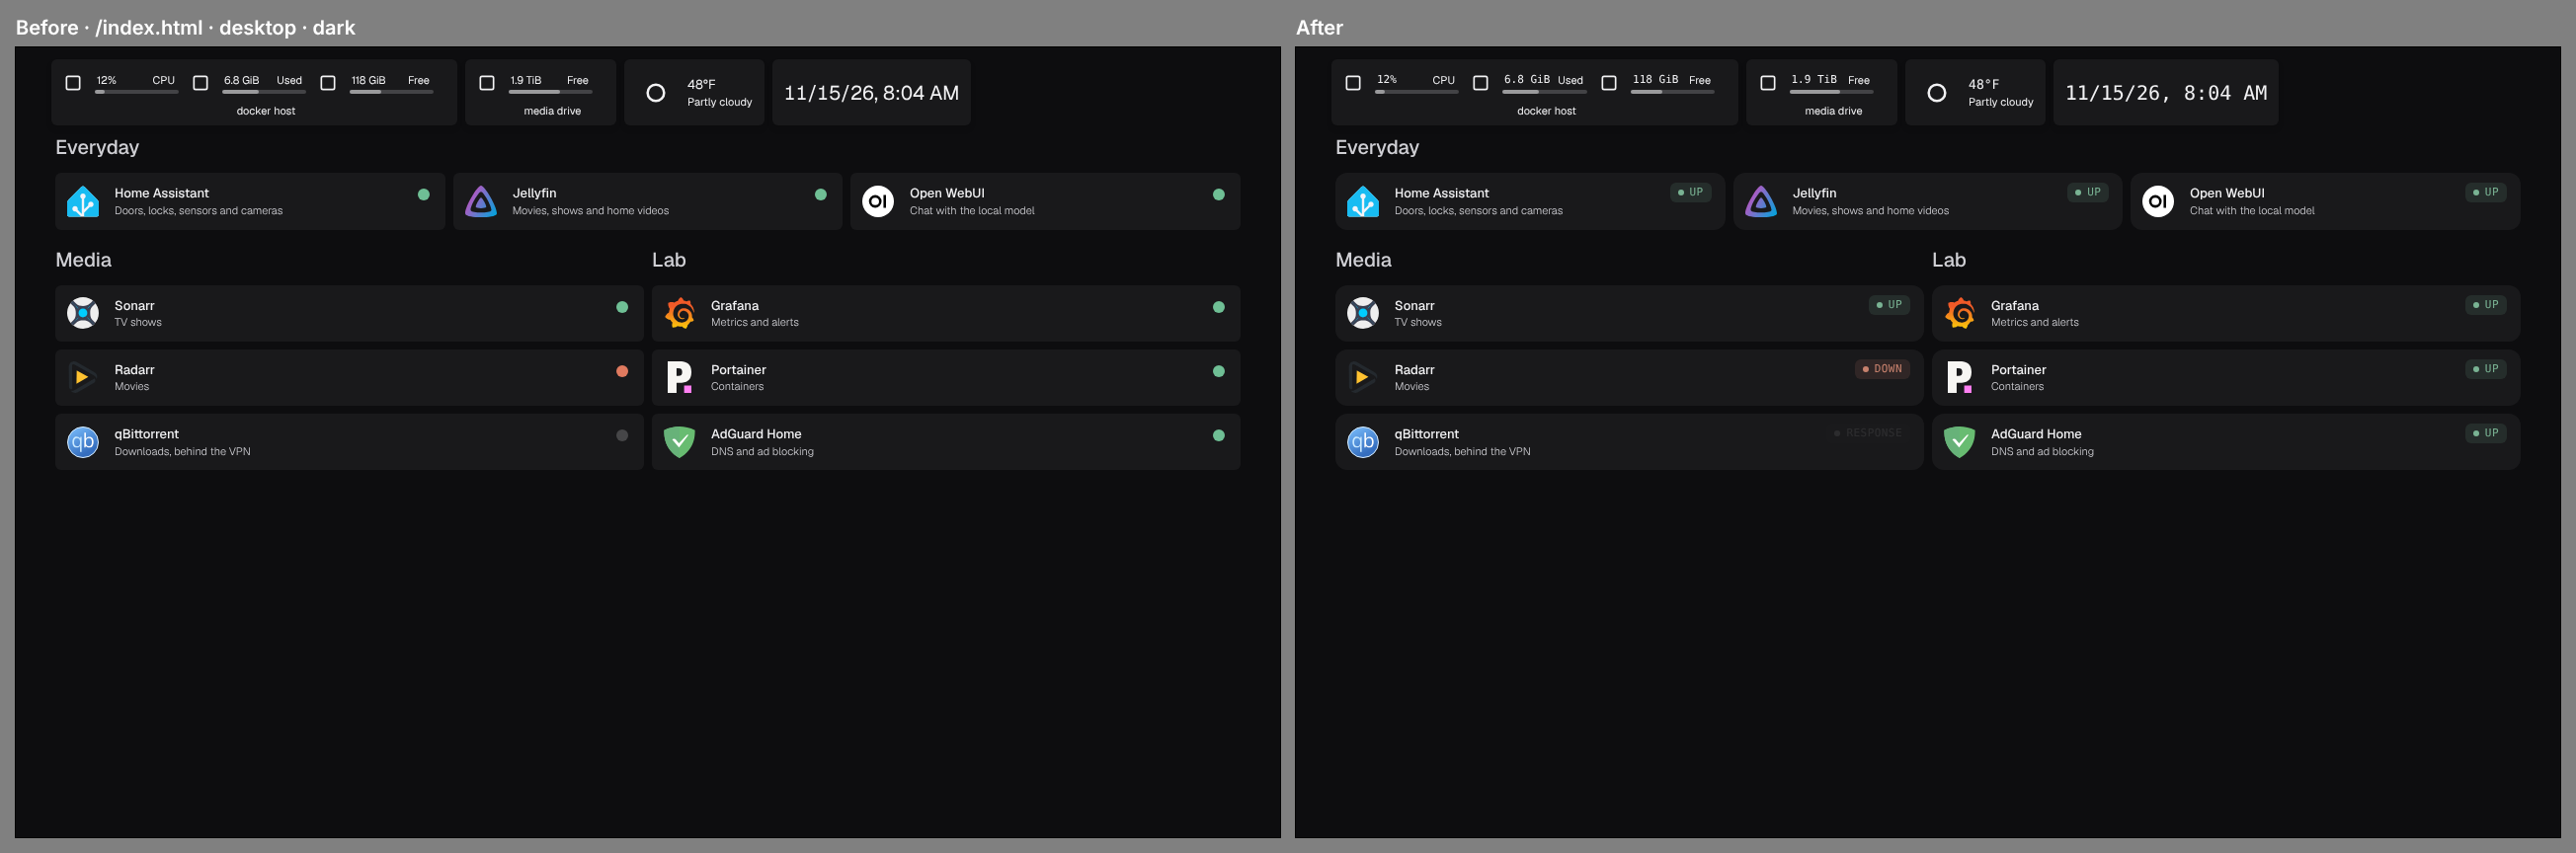 Before · /index.html · desktop · dark
12% CPU 6.8 GiB Used 118 GiB Free
docker host
1.9 TiB Free
media drive
48°F
Partly cloudy
11/15/26, 8:04 AM
Everyday
Home Assistant
Doors, locks, sensors and cameras
Jellyfin
Movies, shows and home videos
OI
Open WebUI
Chat with the local model
Media
Sonarr
TV shows
Radarr
Movies
qb
qBittorrent
Downloads, behind the VPN
Lab
Grafana
Metrics and alerts
P.
Portainer
Containers
AdGuard Home
DNS and ad blocking
After
12% CPU 6.8 GiB Used 118 GiB Free
docker host
1.9 TiB Free
media drive
48°F
Partly cloudy
11/15/26, 8:04 AM
Everyday
Home Assistant
Doors, locks, sensors and cameras
UP
Jellyfin
Movies, shows and home videos
UP
OI
Open WebUI
Chat with the local model
UP
Media
Sonarr
TV shows
UP
Radarr
Movies
DOWN
qb
qBittorrent
Downloads, behind the VPN
RESPONSE
Lab
Grafana
Metrics and alerts
UP
P.
Portainer
Containers
UP
AdGuard Home
DNS and ad blocking
UP